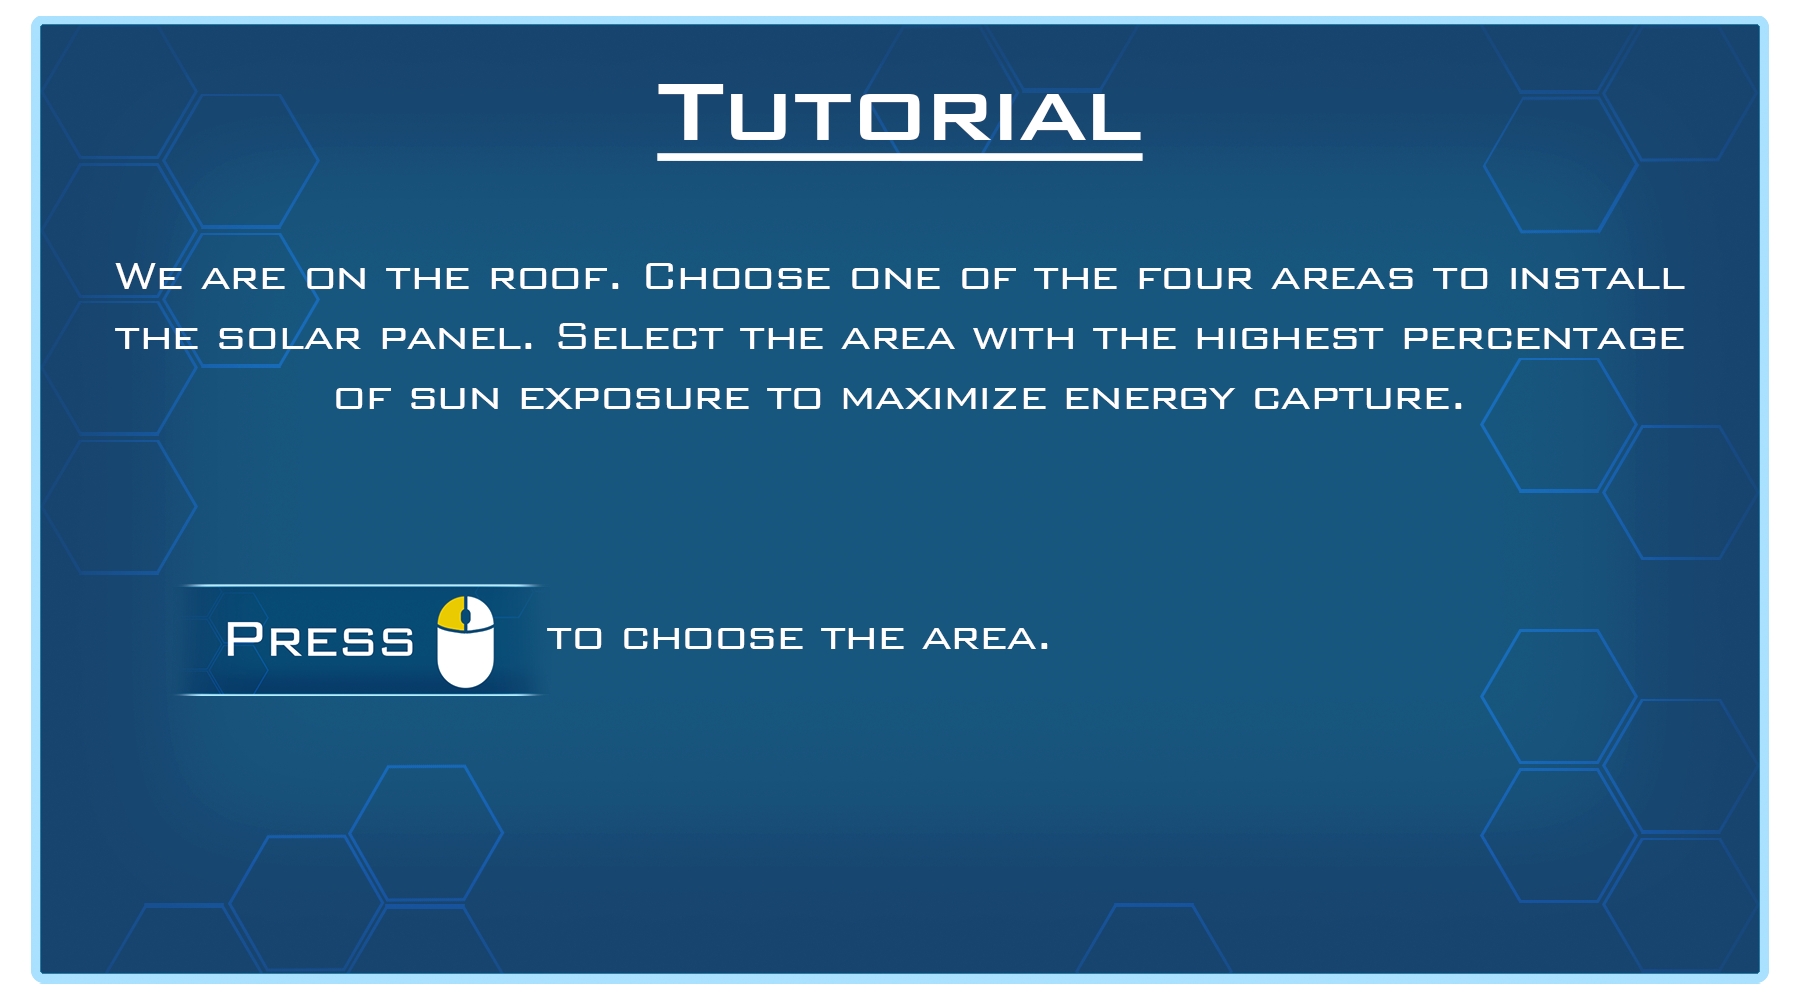 Tutorial
We are on the roof. Choose one of the four areas to install
the solar panel. Select the area with the highest percentage
of sun exposure to maximize energy capture.
Press to choose the area.